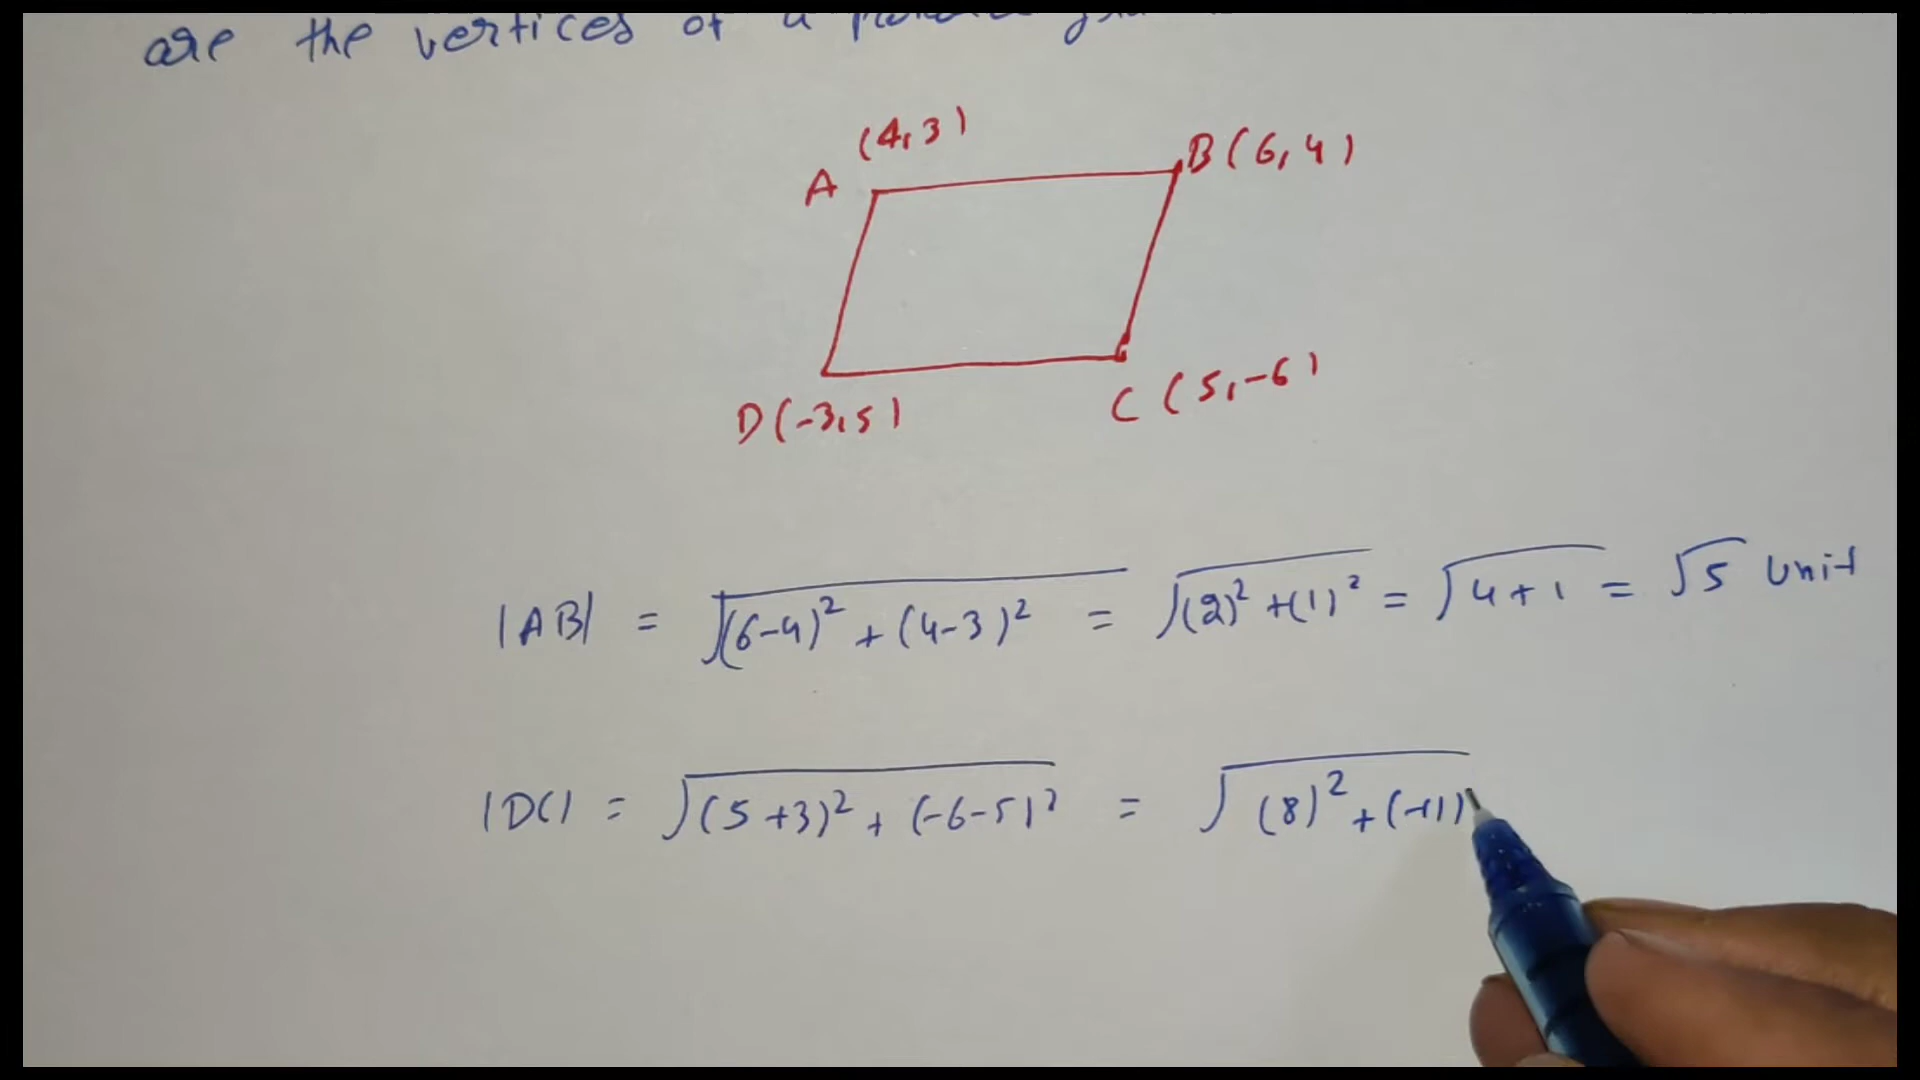 are the vertices of a
(4,3)
A
B(6,4)
D(-3,5)
C(5,-6)
|AB| = √(6-4)² + (4-3)² = √(2)² + (1)² = √4+1 = √5 unit
|DC| = √(5+3)² + (-6-5)² = √(8)² + (-11)